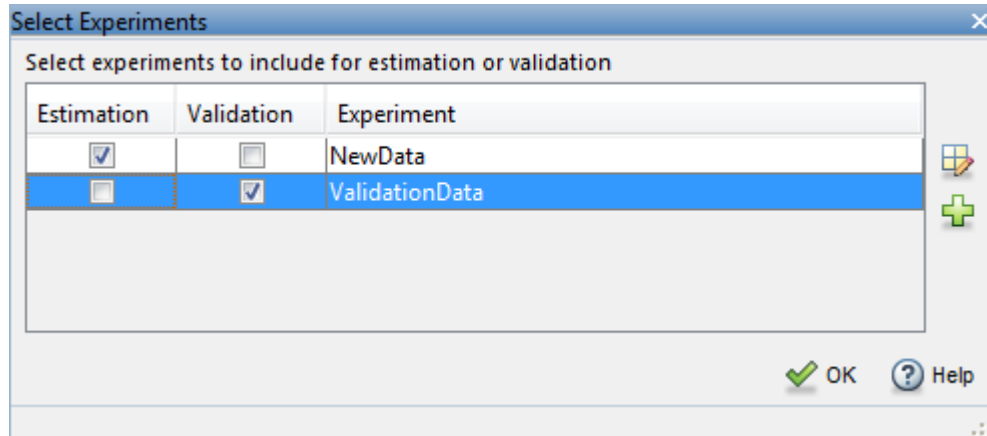 Select Experiments
Select experiments to include for estimation or validation
Estimation Validation Experiment
NewData
ValidationData
OK Help